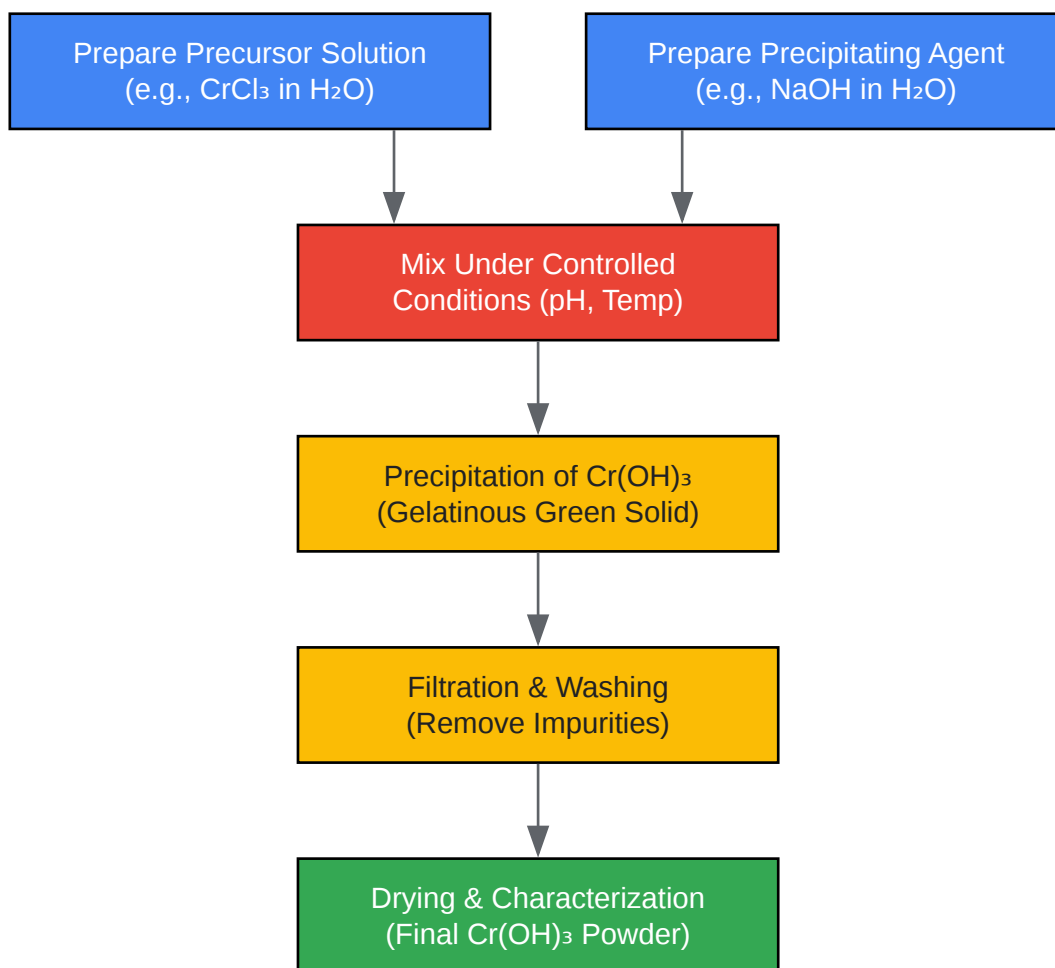 Prepare Precursor Solution
(e.g., CrCl₃ in H₂O)
Prepare Precipitating Agent
(e.g., NaOH in H₂O)
Mix Under Controlled
Conditions (pH, Temp)
Precipitation of Cr(OH)₃
(Gelatinous Green Solid)
Filtration & Washing
(Remove Impurities)
Drying & Characterization
(Final Cr(OH)₃ Powder)